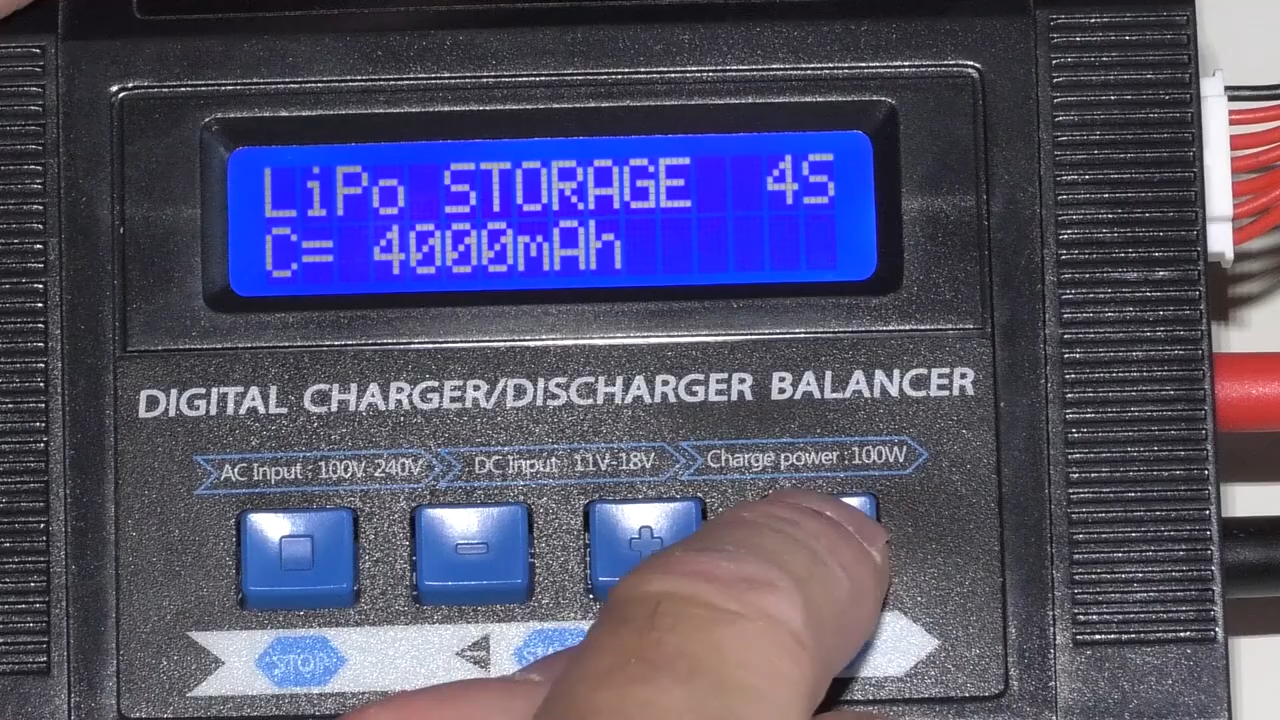 LiPo STORAGE 4S
C= 4000mAh
DIGITAL CHARGER/DISCHARGER BALANCER
AC Input : 100V-240V DC Input : 11V-18V Charge power :100W
STOP